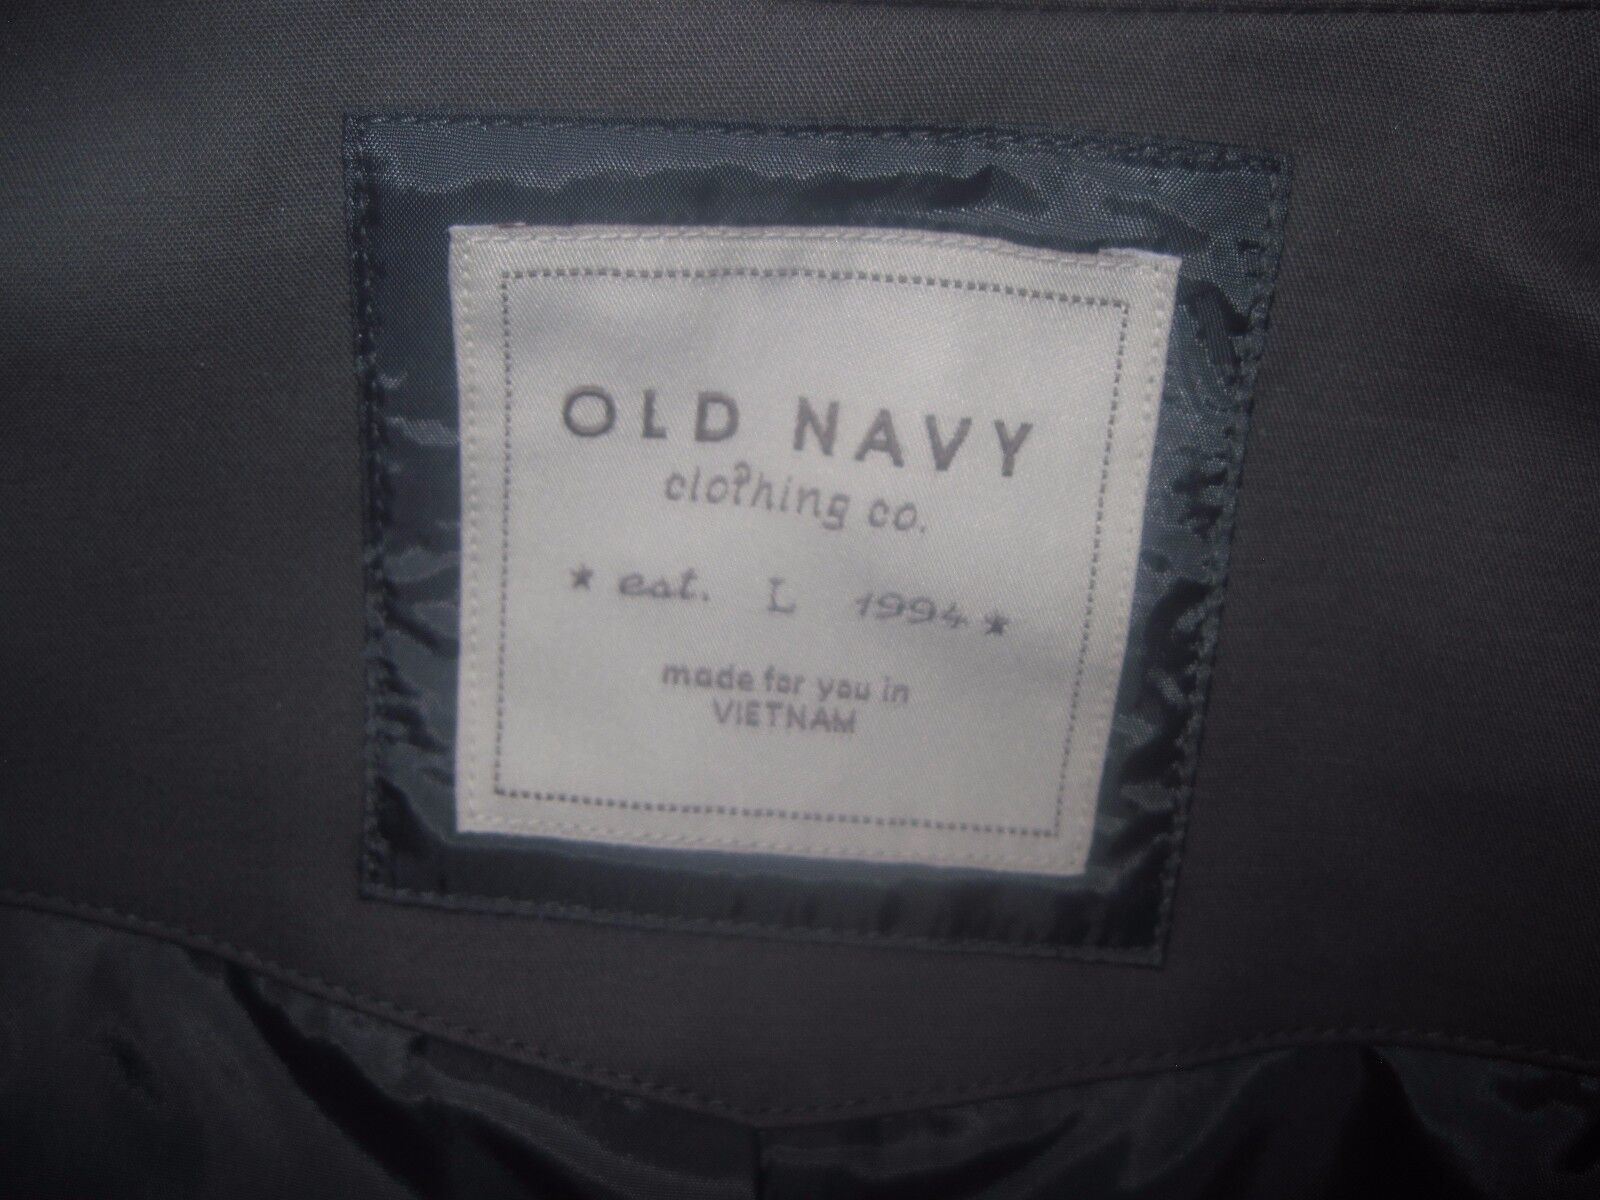 OLD NAVY
clothing co.
★ est. L 1994 ★
made for you in
VIETNAM